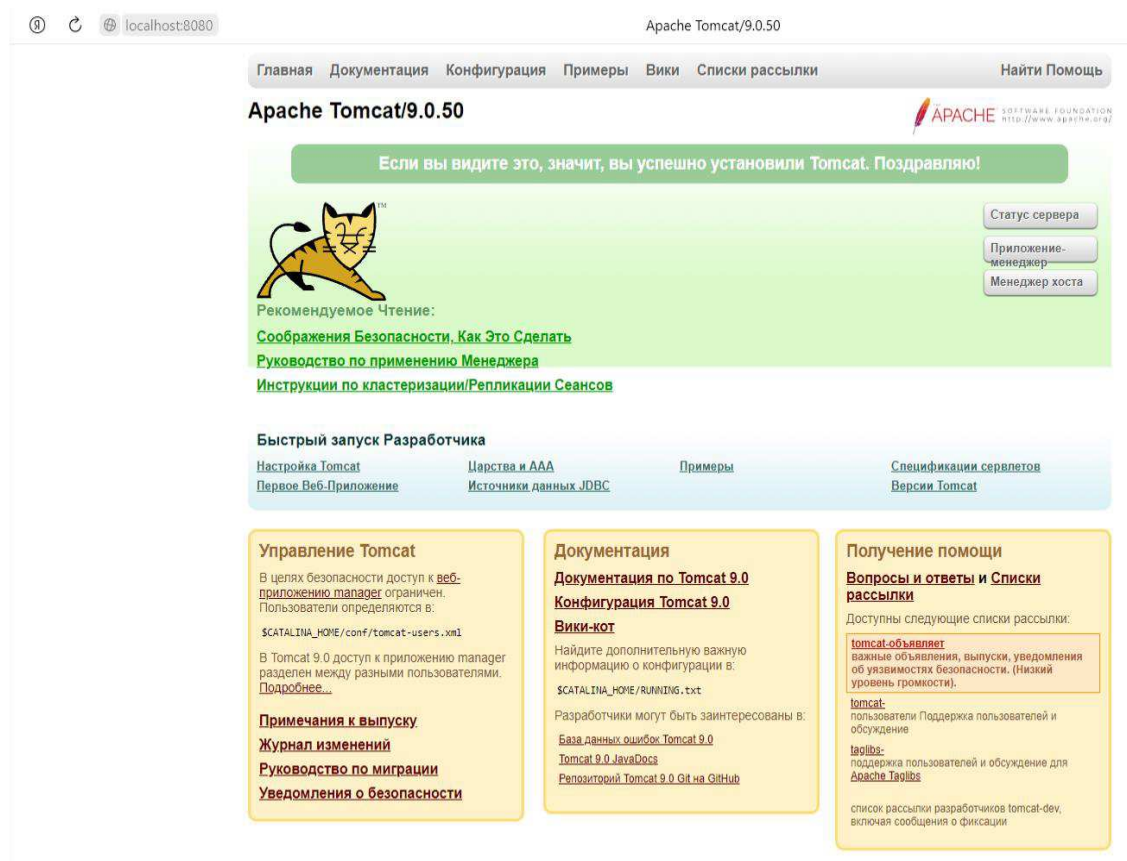 localhost:8080
Apache Tomcat/9.0.50
Главная Документация Конфигурация Примеры Вики Списки рассылки Найти Помощь
Apache Tomcat/9.0.50
THE APACHE SOFTWARE FOUNDATION
http://www.apache.org/
Если вы видите это, значит, вы успешно установили Tomcat. Поздравляю!
TM
Статус сервера
Приложение-
менеджер
Менеджер хоста
Рекомендуемое Чтение:
Соображения Безопасности, Как Это Сделать
Руководство по применению Менеджера
Инструкции по кластеризации/Репликации Сеансов
Быстрый запуск Разработчика
Настройка Tomcat
Первое Веб-Приложение
Царства и AAA
Источники данных JDBC
Примеры
Спецификации сервлетов
Версии Tomcat
Управление Tomcat
В целях безопасности доступ к веб-
приложению manager ограничен.
Пользователи определяются в:
$CATALINA_HOME/conf/tomcat-users.xml
В Tomcat 9.0 доступ к приложению manager
разделен между разными пользователями.
Подробнее...
Примечания к выпуску
Журнал изменений
Руководство по миграции
Уведомления о безопасности
Документация
Документация по Tomcat 9.0
Конфигурация Tomcat 9.0
Вики-кот
Найдите дополнительную важную
информацию о конфигурации в:
$CATALINA_HOME/RUNNING.txt
Разработчики могут быть заинтересованы в:
База данных ошибок Tomcat 9.0
Tomcat 9.0 JavaDocs
Репозиторий Tomcat 9.0 Git на GitHub
Получение помощи
Вопросы и ответы и Списки
рассылки
Доступны следующие списки рассылки:
tomcat-объявляет
важные объявления, выпуски, уведомления
об уязвимостях безопасности. (Низкий
уровень громкости).
tomcat-
пользователи Поддержка пользователей и
обсуждение
taglibs-
поддержка пользователей и обсуждение для
Apache Taglibs
список рассылки разработчиков tomcat-dev,
включая сообщения о фиксации